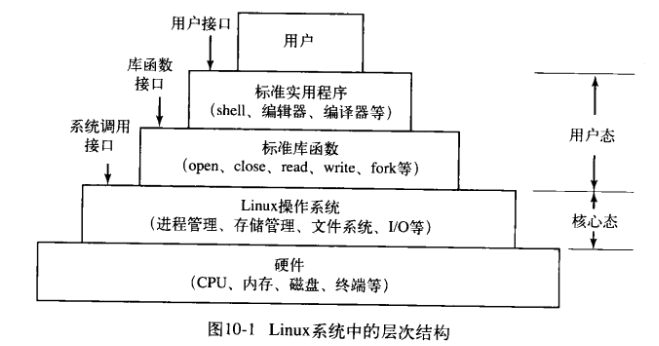 用户接口
用户
库函数
接口
标准实用程序
(shell、编辑器、编译器等)
系统调用
接口
标准库函数
(open、close、read、write、fork等)
用户态
Linux操作系统
(进程管理、存储管理、文件系统、I/O等)
核心态
硬件
(CPU、内存、磁盘、终端等)
图10-1 Linux系统中的层次结构